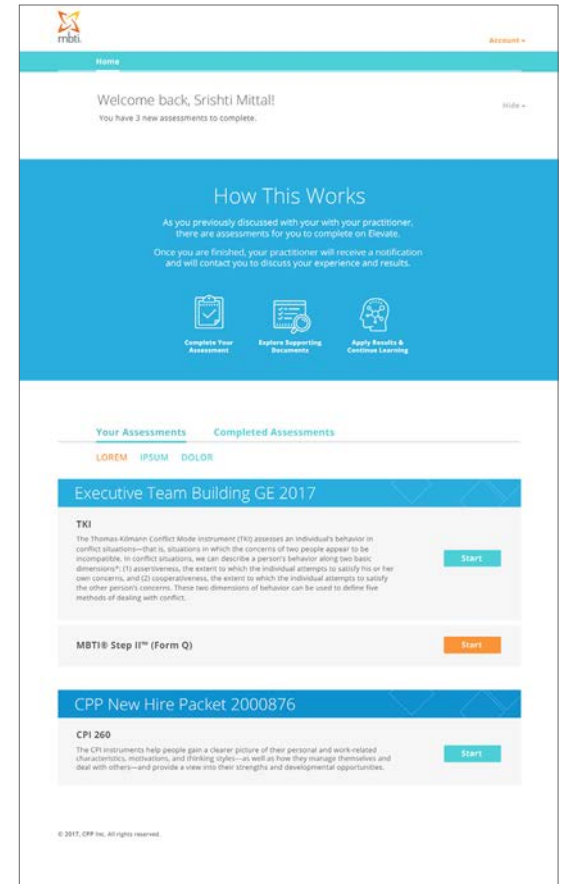 mbti.
Account
Home
Welcome back, Srishti Mittal!
You have 3 new assessments to complete.
Hide
How This Works
As you previously discussed with your with your practitioner,
there are assessments for you to complete on Elevate.
Once you are finished, your practitioner will receive a notification
and will contact you to discuss your experience and results.
Complete Your
Assessment
Explore Supporting
Documents
Apply Results &
Continue Learning
Your Assessments Completed Assessments
LOREM IPSUM DOLOR
Executive Team Building GE 2017
TKI
The Thomas-Kilmann Conflict Mode Instrument (TKI) assesses an individual's behavior in
conflict situations—that is, situations in which the concerns of two people appear to be
incompatible. In conflict situations, we can describe a person's behavior along two basic
dimensions*: (1) assertiveness, the extent to which the individual attempts to satisfy his or her
own concerns, and (2) cooperativeness, the extent to which the individual attempts to satisfy
the other person's concerns. These two dimensions of behavior can be used to define five
methods of dealing with conflict.
Start
MBTI® Step II™ (Form Q)
Start
CPP New Hire Packet 2000876
CPI 260
The CPI instruments help people gain a clearer picture of their personal and work-related
characteristics, motivations, and thinking styles—as well as how they manage themselves and
deal with others—and provide a view into their strengths and developmental opportunities.
Start
© 2017, CPP Inc. All rights reserved.